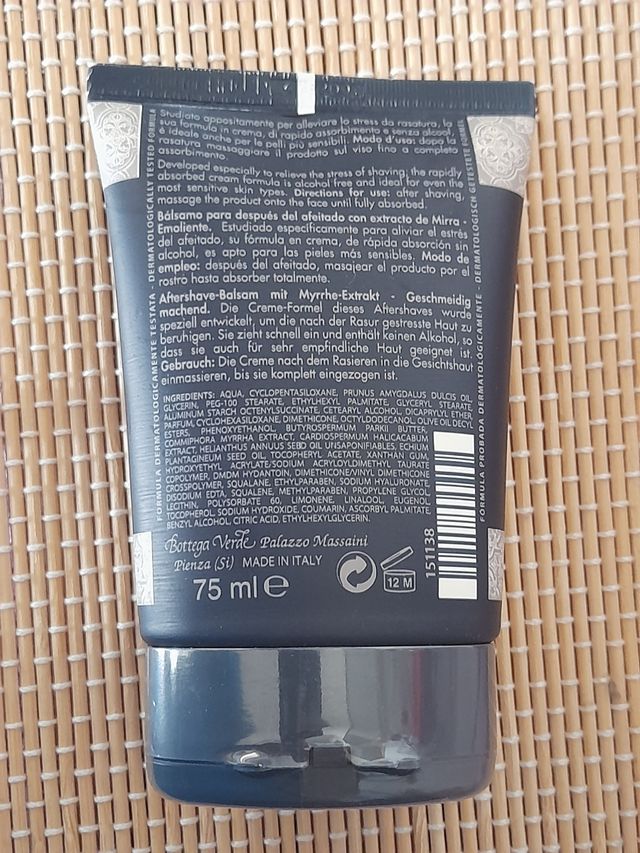 Studiato appositamente per alleviare lo stress da rasatura, la
sua formula in crema, di rapido assorbimento e senza alcool,
è ideale anche per le pelli più sensibili. Modo d'uso: dopo la
rasatura massaggiare il prodotto sul viso fino a completo
assorbimento.
Developed especially to relieve the stress of shaving; the rapidly
absorbed cream formula is alcohol free and ideal for even the
most sensitive skin types. Directions for use: after shaving,
massage the product onto the face until fully absorbed.
Bálsamo para después del afeitado con extracto de Mirra -
Emoliente. Estudiado específicamente para aliviar el estrés
del afeitado, su fórmula en crema, de rápida absorción sin
alcohol, es apto para las pieles más sensibles. Modo de
empleo: después del afeitado, masajear el producto por el
rostro hasta absorber totalmente.
Aftershave-Balsam mit Myrrhe-Extrakt - Geschmeidig
machend. Die Creme-Formel dieses Aftershaves wurde
speziell entwickelt, um die nach der Rasur gestresste Haut zu
beruhigen. Sie zieht schnell ein und enthält keinen Alkohol, so
dass sie auch für sehr empfindliche Haut geeignet ist.
Gebrauch: Die Creme nach dem Rasieren in die Gesichtshaut
einmassieren, bis sie komplett eingezogen ist.
INGREDIENTS: AQUA, CYCLOPENTASILOXANE, PRUNUS AMYGDALUS DULCIS OIL,
GLYCERIN, PEG-100 STEARATE, ETHYLHEXYL PALMITATE, GLYCERYL STEARATE,
ALUMINUM STARCH OCTENYLSUCCINATE, CETEARYL ALCOHOL, DICAPRYLYL ETHER,
PARFUM, CYCLOHEXASILOXANE, DIMETHICONE, OCTYLDODECANOL, OLIVE OIL DECYL
ESTERS, PHENOXYETHANOL, BUTYROSPERMUM PARKII BUTTER,
COMMIPHORA MYRRHA EXTRACT, CARDIOSPERMUM HALICACABUM
EXTRACT, HELIANTHUS ANNUUS SEED OIL UNSAPONIFIABLES, ECHIUM
PLANTAGINEUM SEED OIL, TOCOPHERYL ACETATE, XANTHAN GUM,
HYDROXYETHYL ACRYLATE/SODIUM ACRYLOYLDIMETHYL TAURATE
COPOLYMER, DMDM HYDANTOIN, DIMETHICONE/VINYL DIMETHICONE
CROSSPOLYMER, SQUALANE, ETHYLPARABEN, SODIUM HYALURONATE,
DISODIUM EDTA, SQUALENE, METHYLPARABEN, PROPYLENE GLYCOL,
LECITHIN, POLYSORBATE 60, LIMONENE, LINALOOL, EUGENOL,
TOCOPHEROL, SODIUM HYDROXIDE, COUMARIN, ASCORBYL PALMITATE,
BENZYL ALCOHOL, CITRIC ACID, ETHYLHEXYLGLYCERIN.
Bottega Verde Palazzo Massaini
Pienza (Si) MADE IN ITALY
75 ml e
12 M
151138
FORMULA DERMATOLOGICAMENTE TESTATA - DERMATOLOGICALLY TESTED FORMULA
FORMULA PROBADA DERMATOLOGICAMENTE - DERMATOLOGISCH GETESTETE FORMEL